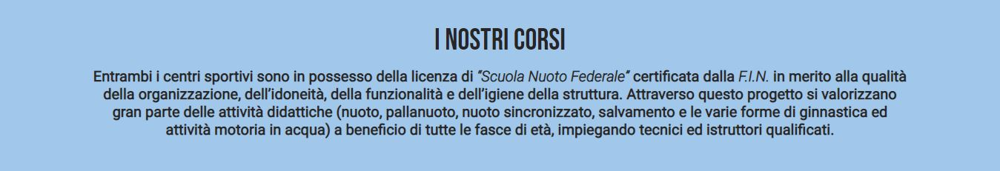 I NOSTRI CORSI
Entrambi i centri sportivi sono in possesso della licenza di “Scuola Nuoto Federale” certificata dalla F.I.N. in merito alla qualità
della organizzazione, dell’idoneità, della funzionalità e dell’igiene della struttura. Attraverso questo progetto si valorizzano
gran parte delle attività didattiche (nuoto, pallanuoto, nuoto sincronizzato, salvamento e le varie forme di ginnastica ed
attività motoria in acqua) a beneficio di tutte le fasce di età, impiegando tecnici ed istruttori qualificati.